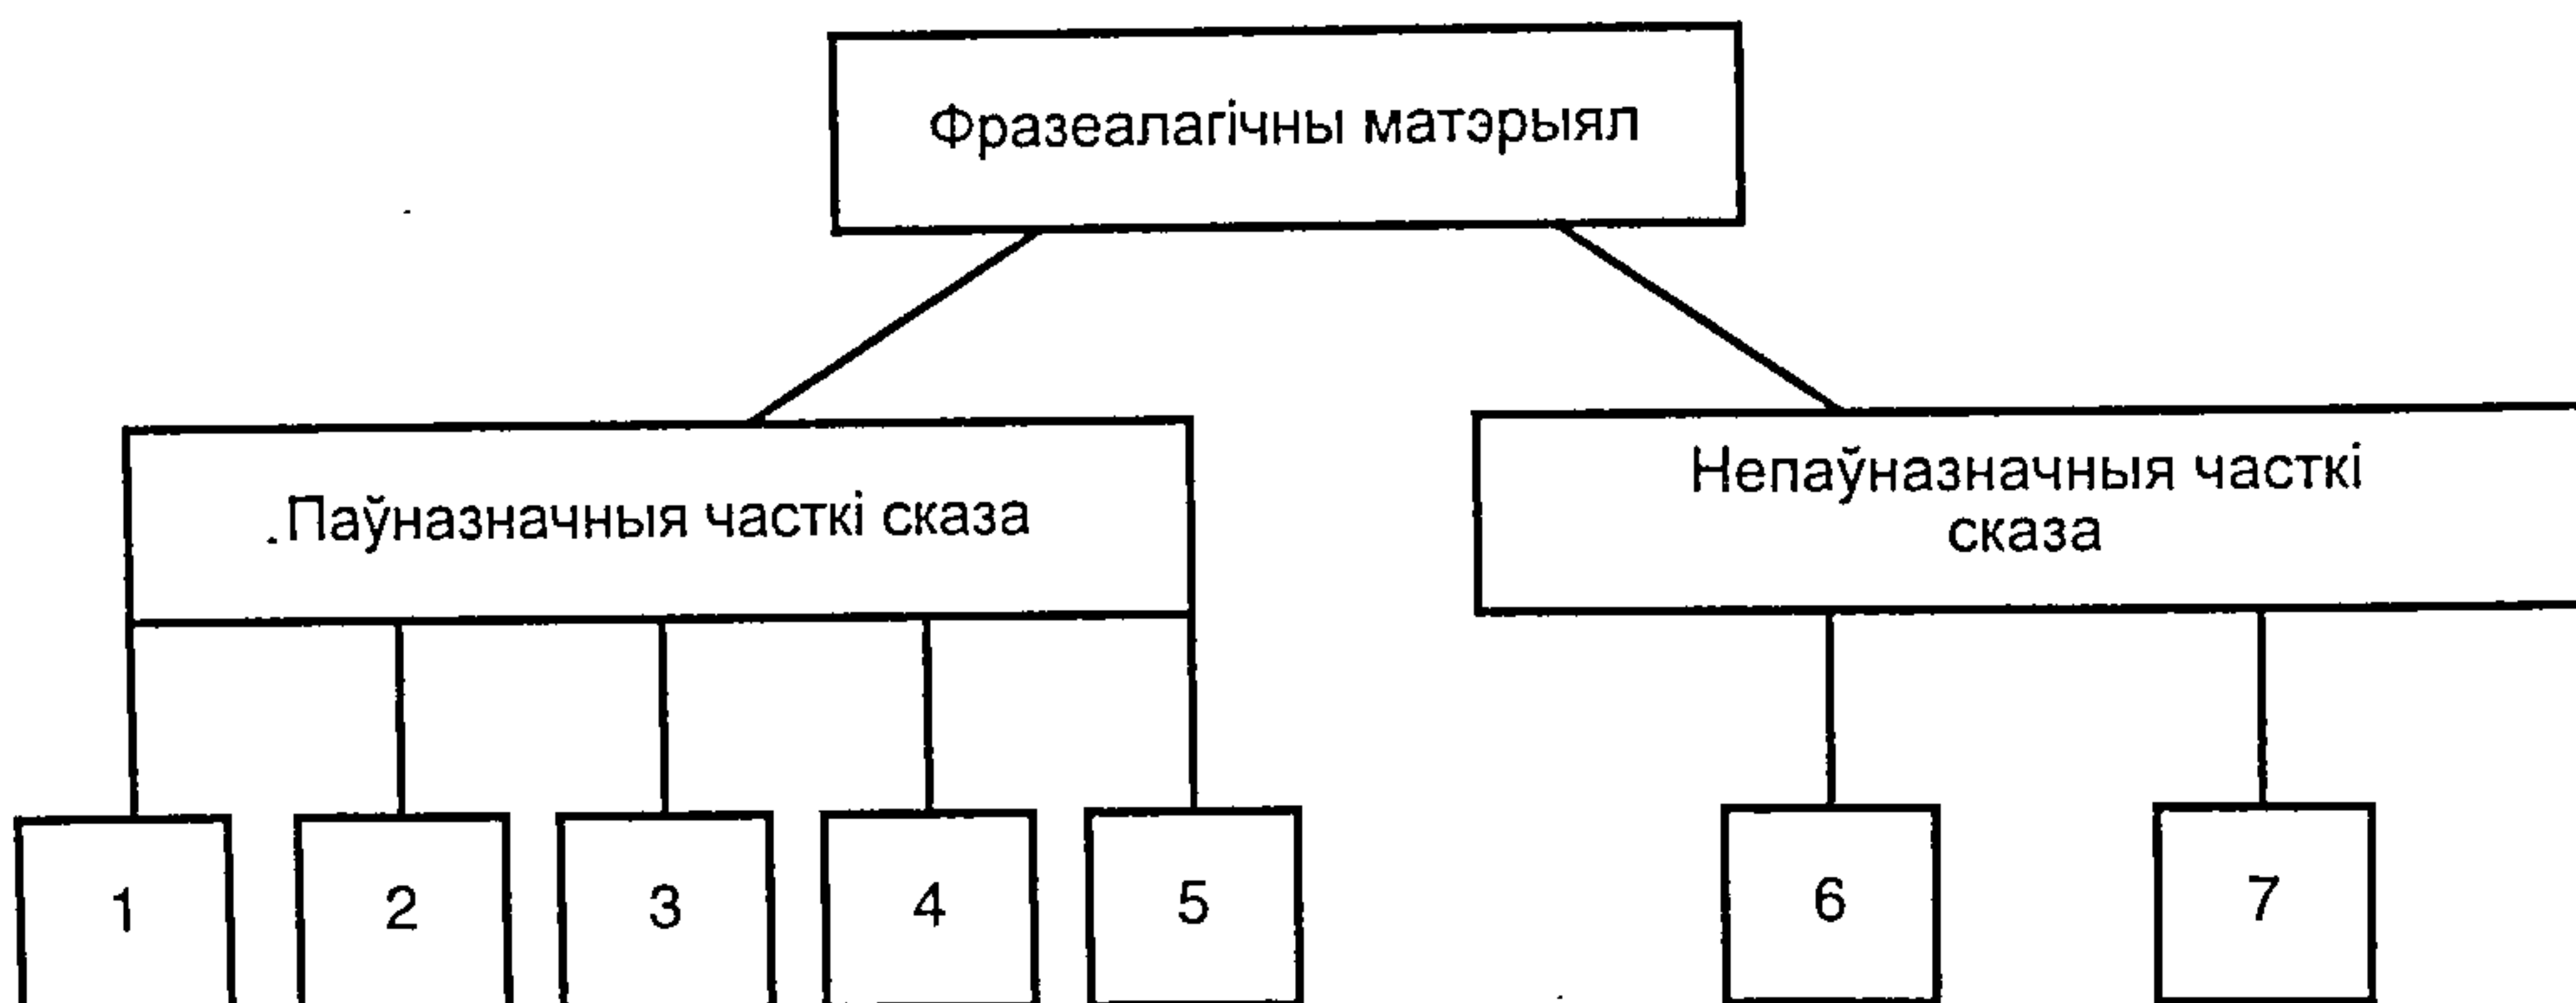 Фразеалагічны матэрыял
Паўназначныя часткі сказа
Непаўназначныя часткі
сказа
1 2 3 4 5 6 7